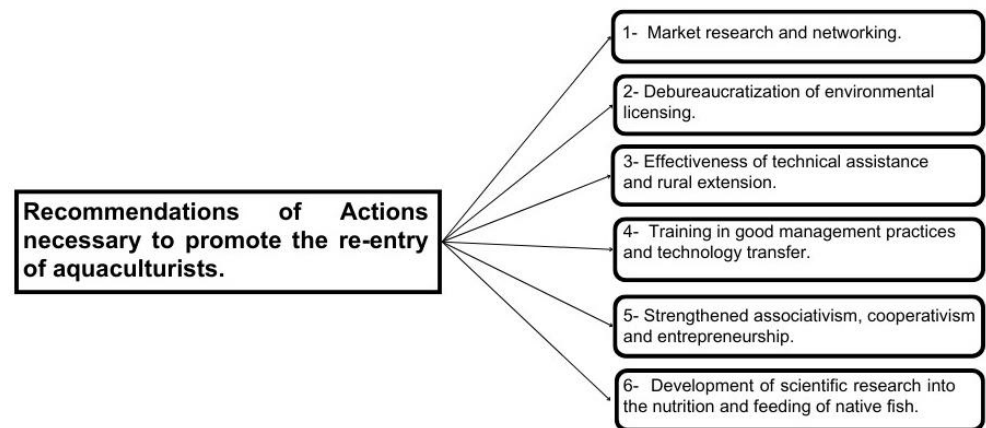 Recommendations of Actions
necessary to promote the re-entry
of aquaculturists.
1- Market research and networking.
2- Debureaucratization of environmental
licensing.
3- Effectiveness of technical assistance
and rural extension.
4- Training in good management practices
and technology transfer.
5- Strengthened associativism, cooperativism
and entrepreneurship.
6- Development of scientific research into
the nutrition and feeding of native fish.